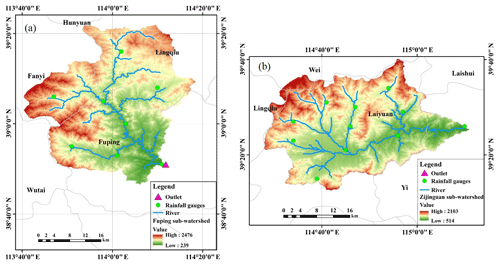 113°40'0" E
114°0'0" E
114°20'0" E
(a)
Hunyuan
Lingqiu
Fanyi
Fuping
Wutai
39°20'0" N
39°0'0" N
38°40'0" N
39°20'0" N
39°0'0" N
38°40'0" N
Legend
Outlet
Rainfall gauges
River
Fuping sub-watershed
Value
High : 2476
Low : 239
0 2 4 8 12 16
km
113°40'0" E
114°0'0" E
114°20'0" E
114°40'0" E
115°0'0" E
(b)
Wei
Laishui
Lingqiu
Laiyuan
Yi
39°40'0" N
39°20'0" N
39°40'0" N
39°20'0" N
Legend
Outlet
Rainfall gauges
River
Zijingguan sub-watershed
Value
High : 2163
Low : 514
0 2 4 8 12 16
km
114°40'0" E
115°0'0" E